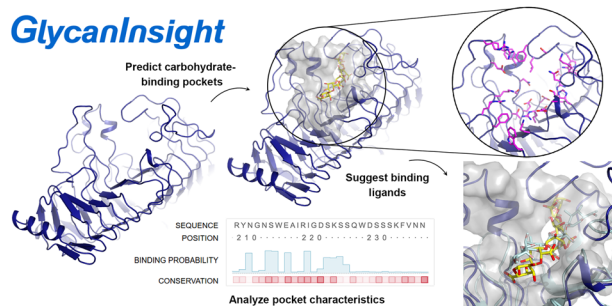 GlycanInsight
Predict carbohydrate-
binding pockets
Suggest binding
ligands
SEQUENCE RYNGNSWEAIRIGDSKSSQWDSSSKFVNN
POSITION 210 220 230
BINDING PROBABILITY
CONSERVATION
Analyze pocket characteristics